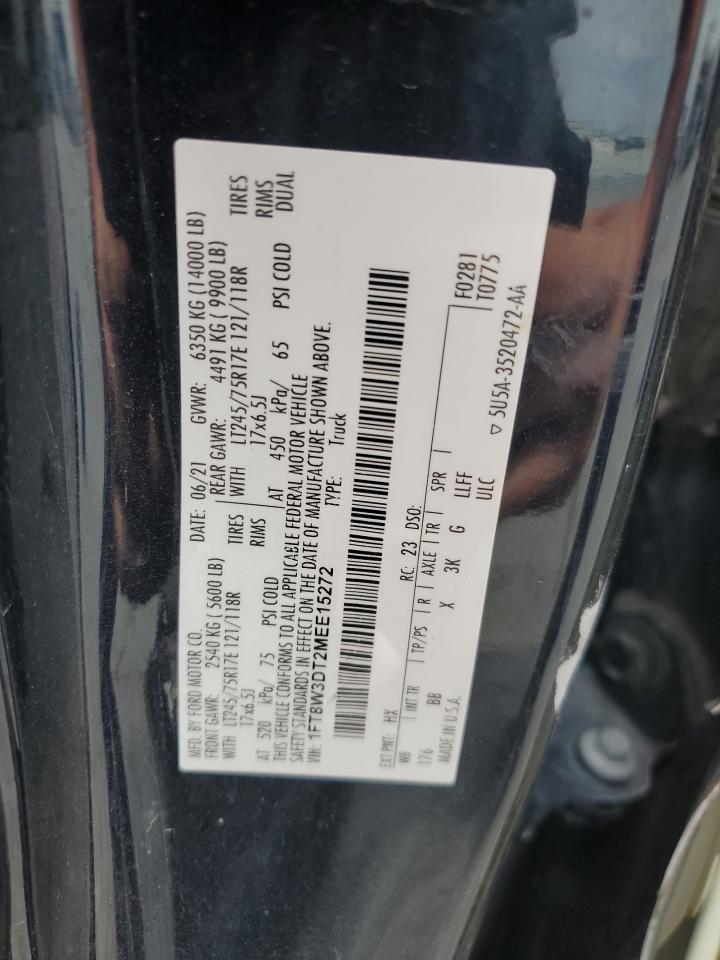 MFD. BY FORD MOTOR CO. DATE: 06/21 GVWR: 6350 KG (14000 LB)
FRONT GAWR: 2540 KG ( 5600 LB) REAR GAWR: 4491 KG ( 9900 LB)
WITH LT245/75R17E 121/118R TIRES WITH LT245/75R17E 121/118R TIRES
17x6.5J RIMS 17x6.5J RIMS
AT 520 kPa/ 75 PSI COLD AT 450 kPa/ 65 PSI COLD DUAL
THIS VEHICLE CONFORMS TO ALL APPLICABLE FEDERAL MOTOR VEHICLE
SAFETY STANDARDS IN EFFECT ON THE DATE OF MANUFACTURE SHOWN ABOVE.
VIN: 1FT8W3DT2MEE15272 TYPE: Truck
EXT PNT: HX RC: 23 DSO:
WB INT TR TP/PS R AXLE TR SPR F0281
176 BB X 3K G LLFF T0775
MADE IN U.S.A. ULC
▽ 5U5A-3520472-AA